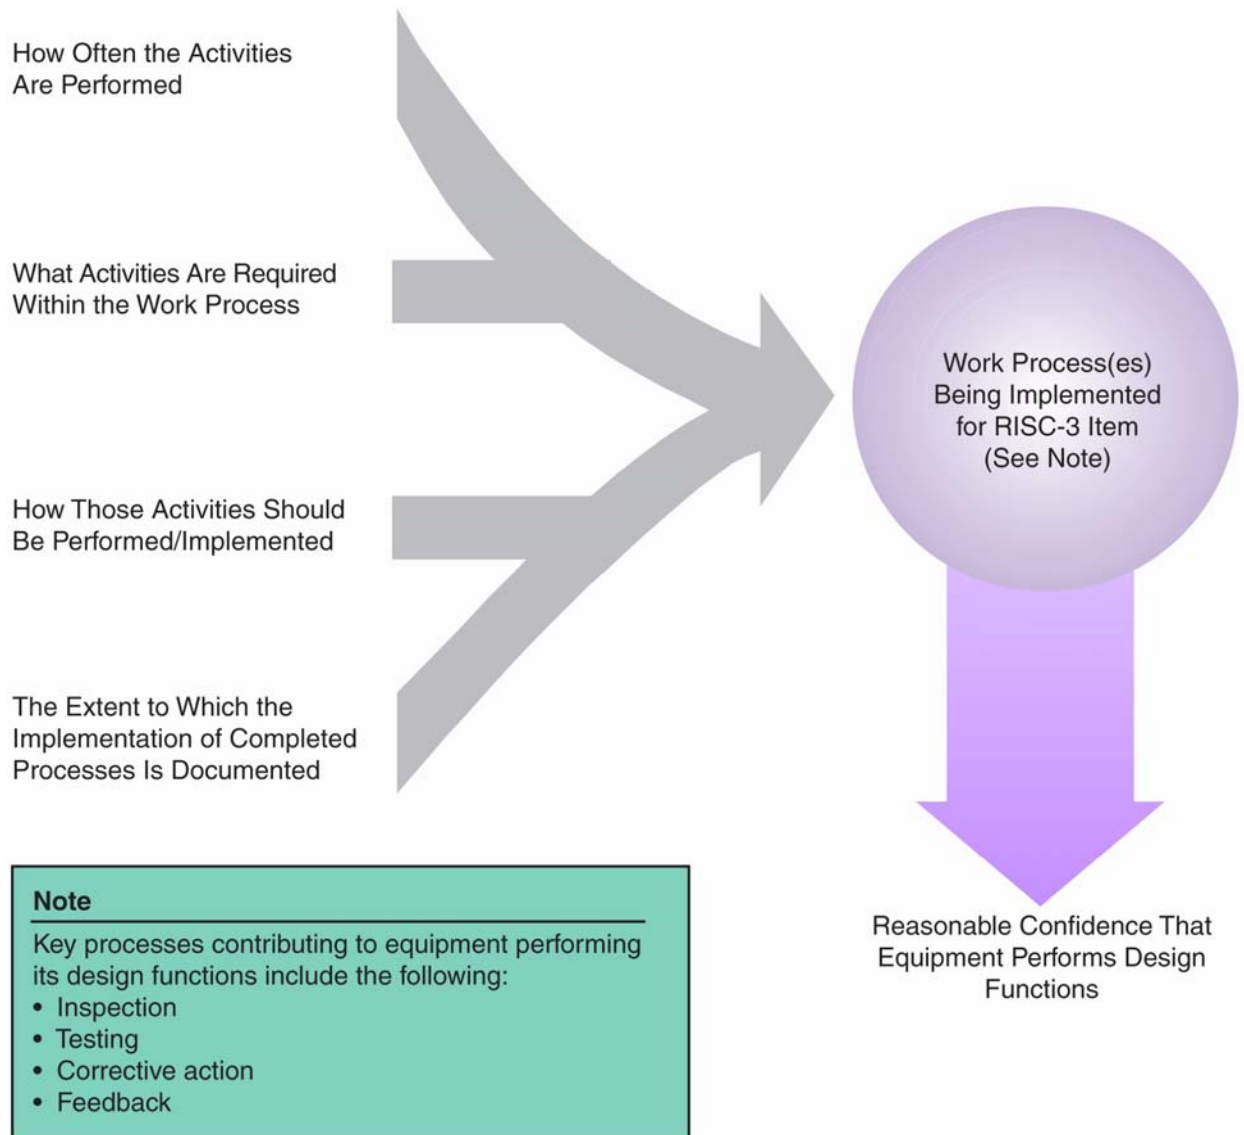 How Often the Activities
Are Performed
What Activities Are Required
Within the Work Process
How Those Activities Should
Be Performed/Implemented
The Extent to Which the
Implementation of Completed
Processes Is Documented
Work Process(es)
Being Implemented
for RISC-3 Item
(See Note)
Reasonable Confidence That
Equipment Performs Design
Functions
Note
Key processes contributing to equipment performing
its design functions include the following:
• Inspection
• Testing
• Corrective action
• Feedback